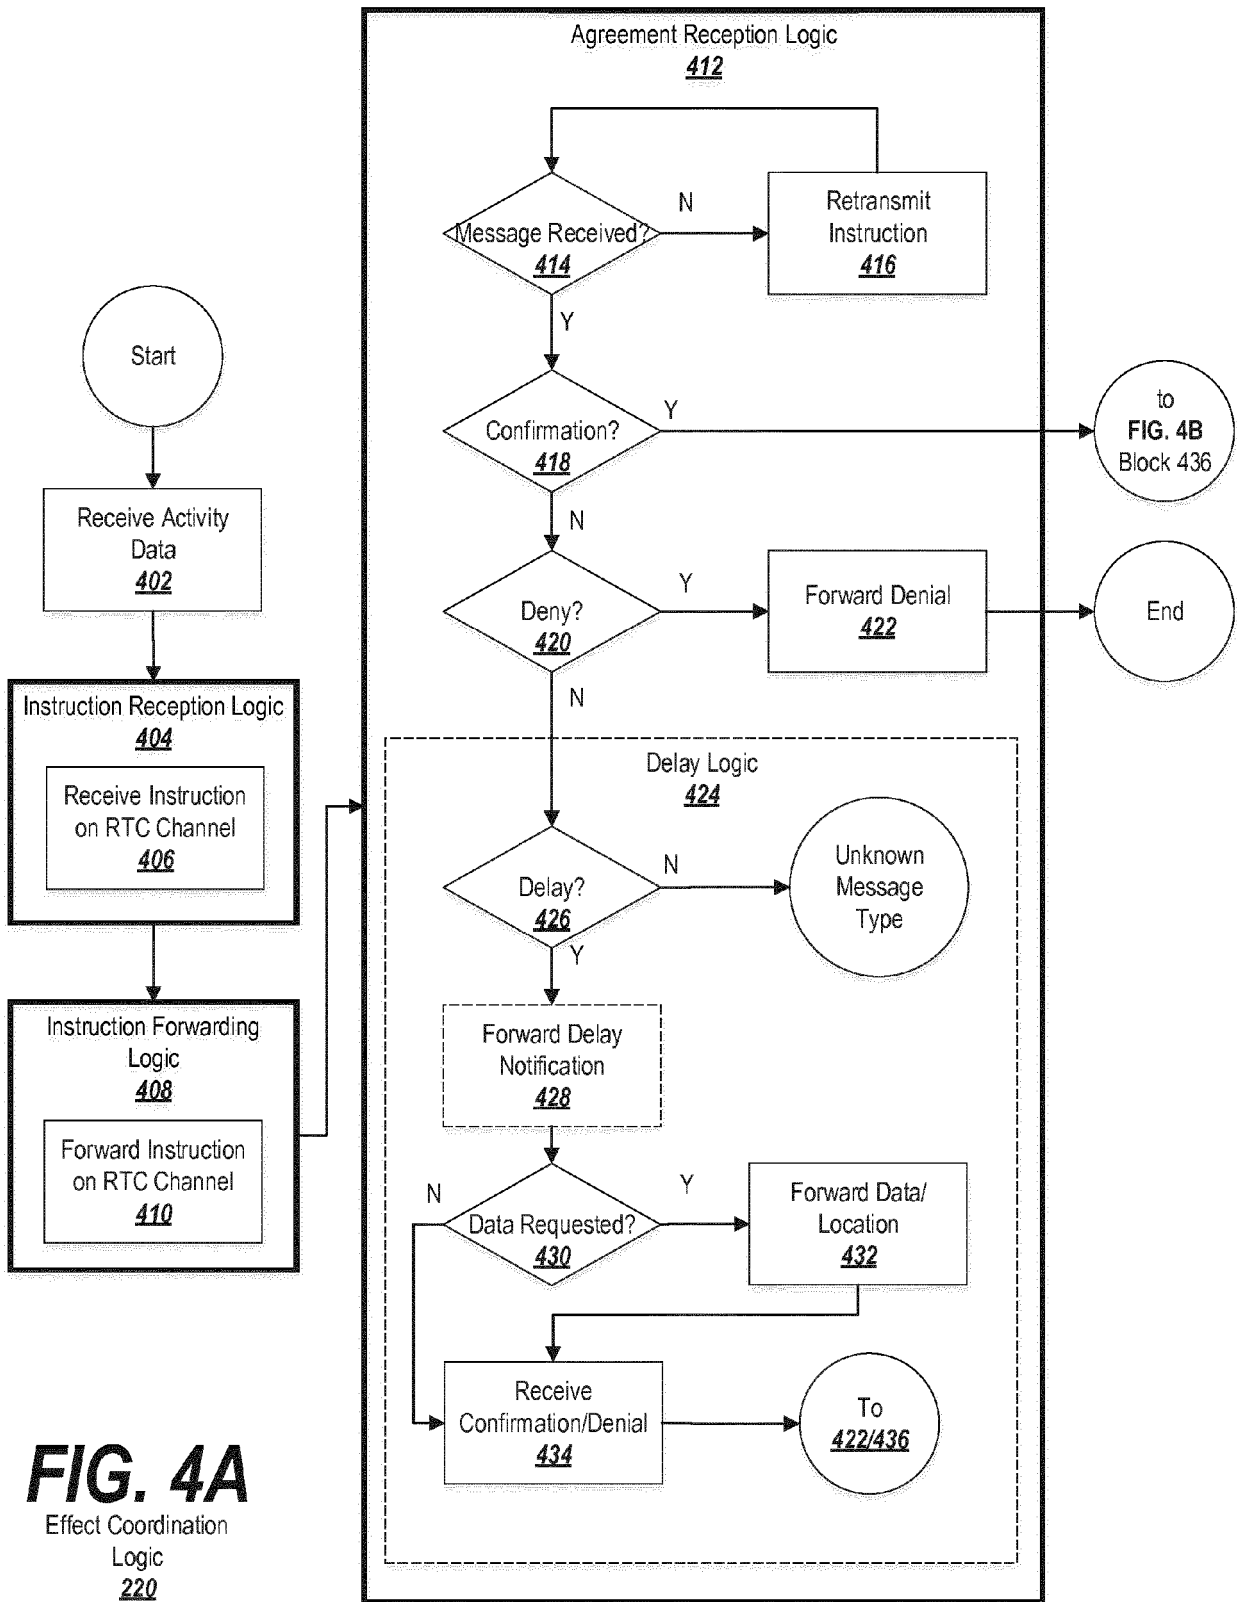 Agreement Reception Logic
412
Message Received?
414
N
Retransmit
Instruction
416
Y
Start
Confirmation?
418
Y
to
FIG. 4B
Block 436
N
Receive Activity
Data
402
Deny?
420
Y
Forward Denial
422
End
N
Instruction Reception Logic
404
Receive Instruction
on RTC Channel
406
Delay Logic
424
Delay?
426
N
Unknown
Message
Type
Y
Instruction Forwarding
Logic
408
Forward Instruction
on RTC Channel
410
Forward Delay
Notification
428
N
Data Requested?
430
Y
Forward Data/
Location
432
Receive
Confirmation/Denial
434
To
422/436
FIG. 4A
Effect Coordination
Logic
220